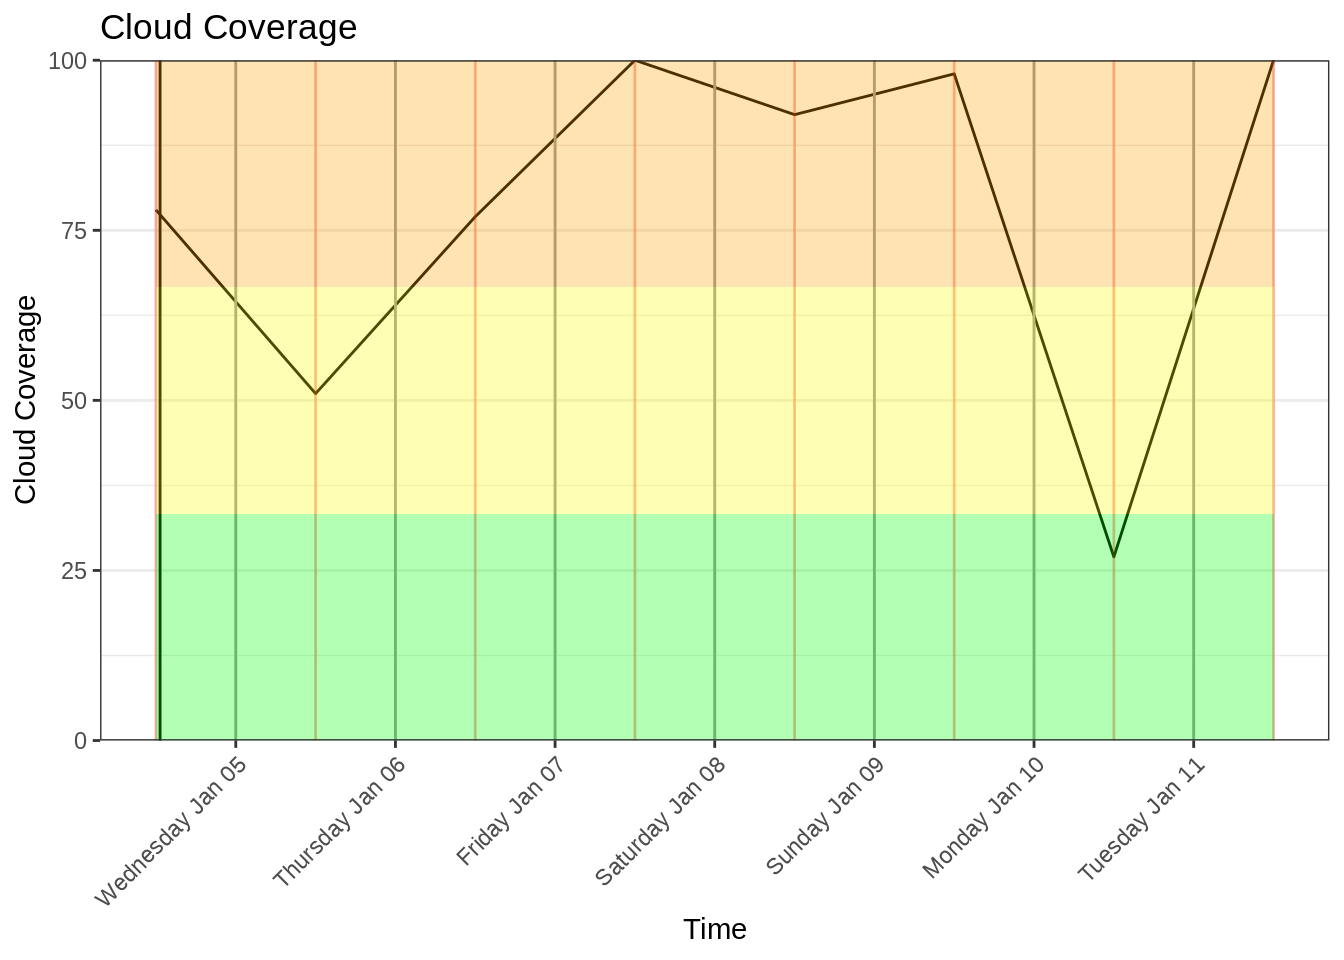 Cloud Coverage
100
75
50
25
0
Cloud Coverage
Wednesday Jan 05
Thursday Jan 06
Friday Jan 07
Saturday Jan 08
Sunday Jan 09
Monday Jan 10
Tuesday Jan 11
Time